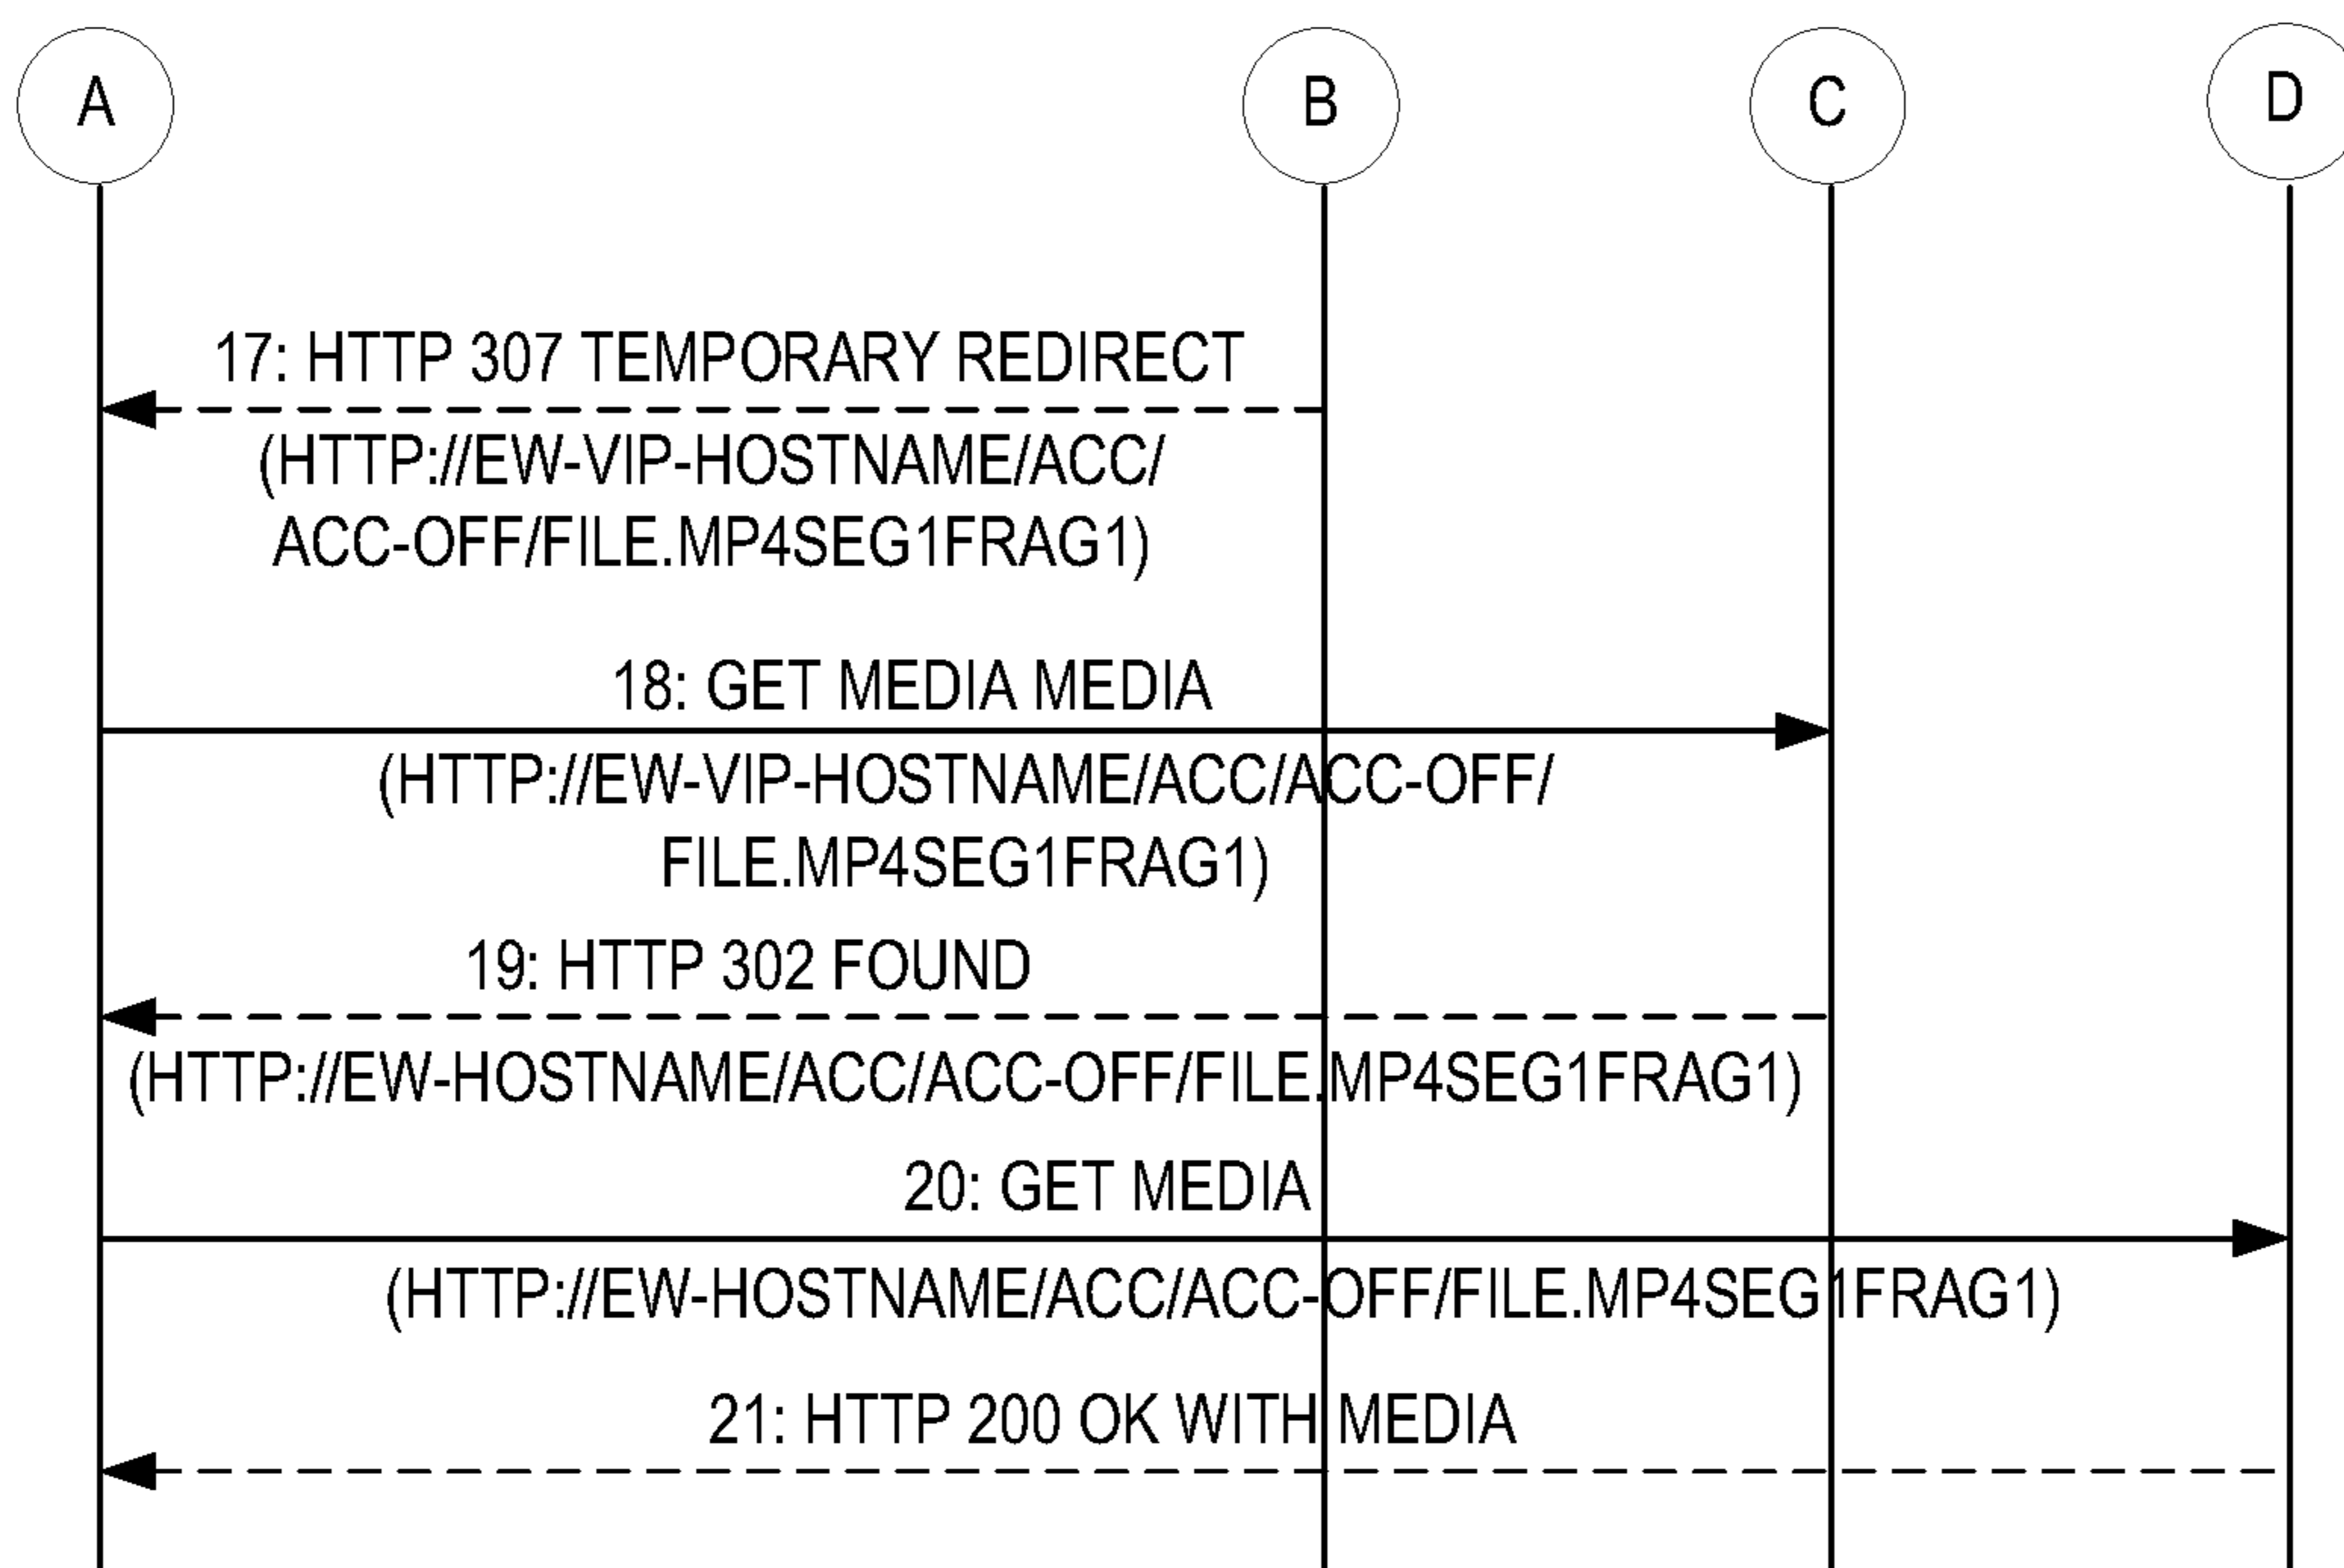 A B C D
17: HTTP 307 TEMPORARY REDIRECT
(HTTP://EW-VIP-HOSTNAME/ACC/
ACC-OFF/FILE.MP4SEG1FRAG1)
18: GET MEDIA MEDIA
(HTTP://EW-VIP-HOSTNAME/ACC/ACC-OFF/
FILE.MP4SEG1FRAG1)
19: HTTP 302 FOUND
(HTTP://EW-HOSTNAME/ACC/ACC-OFF/FILE.MP4SEG1FRAG1)
20: GET MEDIA
(HTTP://EW-HOSTNAME/ACC/ACC-OFF/FILE.MP4SEG1FRAG1)
21: HTTP 200 OK WITH MEDIA